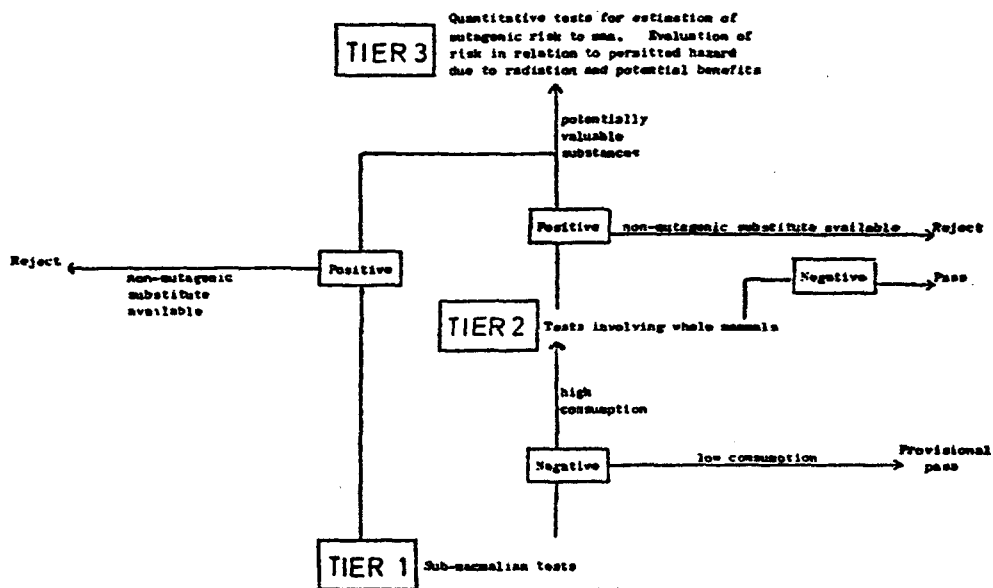 Quantitative tests for estimation of
mutagenic risk to man. Evaluation of
risk in relation to permitted hazard
due to radiation and potential benefits
TIER 3
potentially
valuable
substances
Positive
non-mutagenic substitute available
Reject
Reject
non-mutagenic
substitute
available
Positive
Negative
Pass
TIER 2
Tests involving whole mammals
high
consumption
Negative
low consumption
Provisional
pass
TIER 1
Sub-mammalian tests